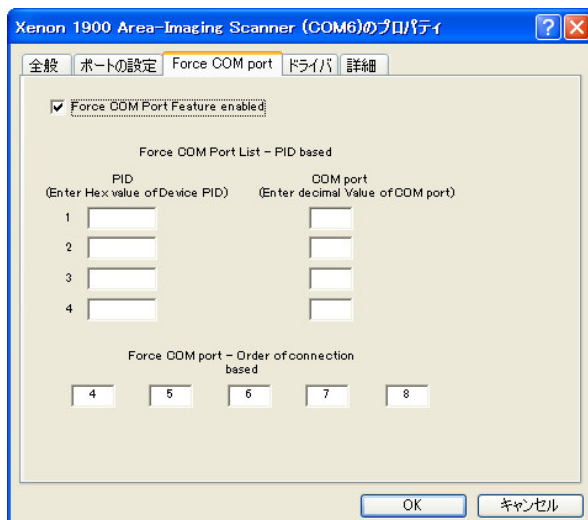 Xenon 1900 Area-Imaging Scanner (COM6)のプロパティ
全般 ポートの設定 Force COM port ドライバ 詳細
Force COM Port Feature enabled
Force COM Port List - PID based
PID COM port
(Enter Hex value of Device PID) (Enter decimal Value of COM port)
1
2
3
4
Force COM port - Order of connection
based
4 5 6 7 8
OK キャンセル